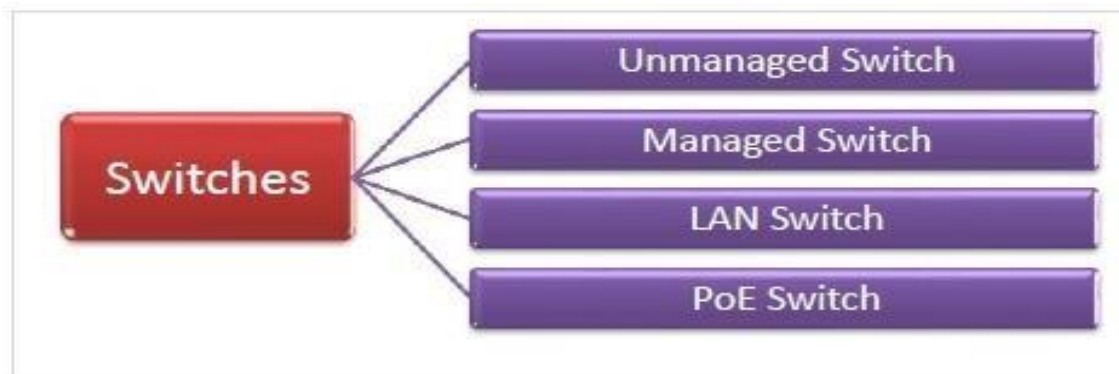 Switches
Unmanaged Switch
Managed Switch
LAN Switch
PoE Switch